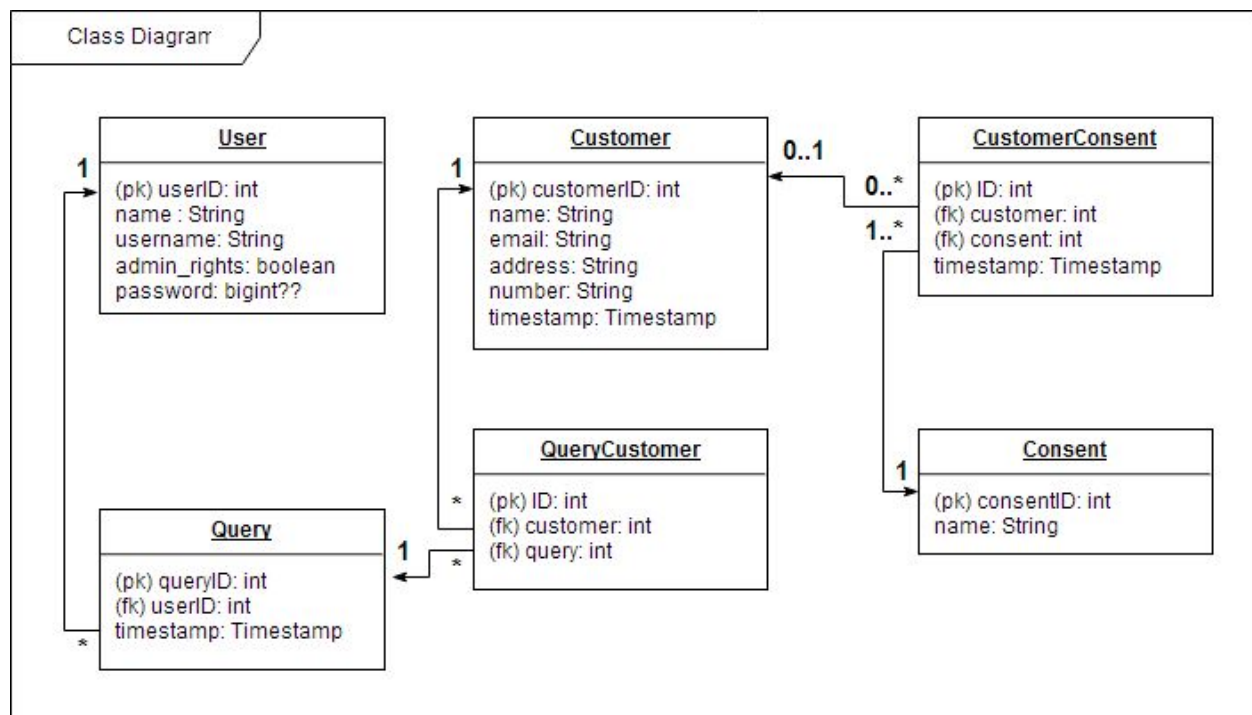 Class Diagram
User
1
(pk) userID: int
name : String
username: String
admin_rights: boolean
password: bigint??
Customer
1
(pk) customerID: int
name: String
email: String
address: String
number: String
timestamp: Timestamp
0..1
CustomerConsent
0..*
1..*
(pk) ID: int
(fk) customer: int
(fk) consent: int
timestamp: Timestamp
Query
(pk) queryID: int
(fk) userID: int
timestamp: Timestamp
*
1
QueryCustomer
*
*
(pk) ID: int
(fk) customer: int
(fk) query: int
Consent
1
(pk) consentID: int
name: String